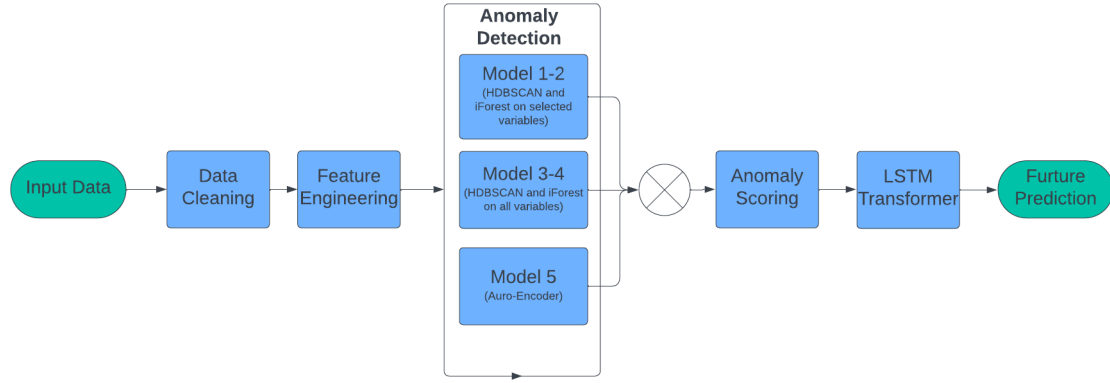 Input Data
Data
Cleaning
Feature
Engineering
Anomaly
Detection
Model 1-2
(HDBSCAN and
iForest on selected
variables)
Model 3-4
(HDBSCAN and iForest
on all variables)
Model 5
(Auro-Encoder)
Anomaly
Scoring
LSTM
Transformer
Furture
Prediction